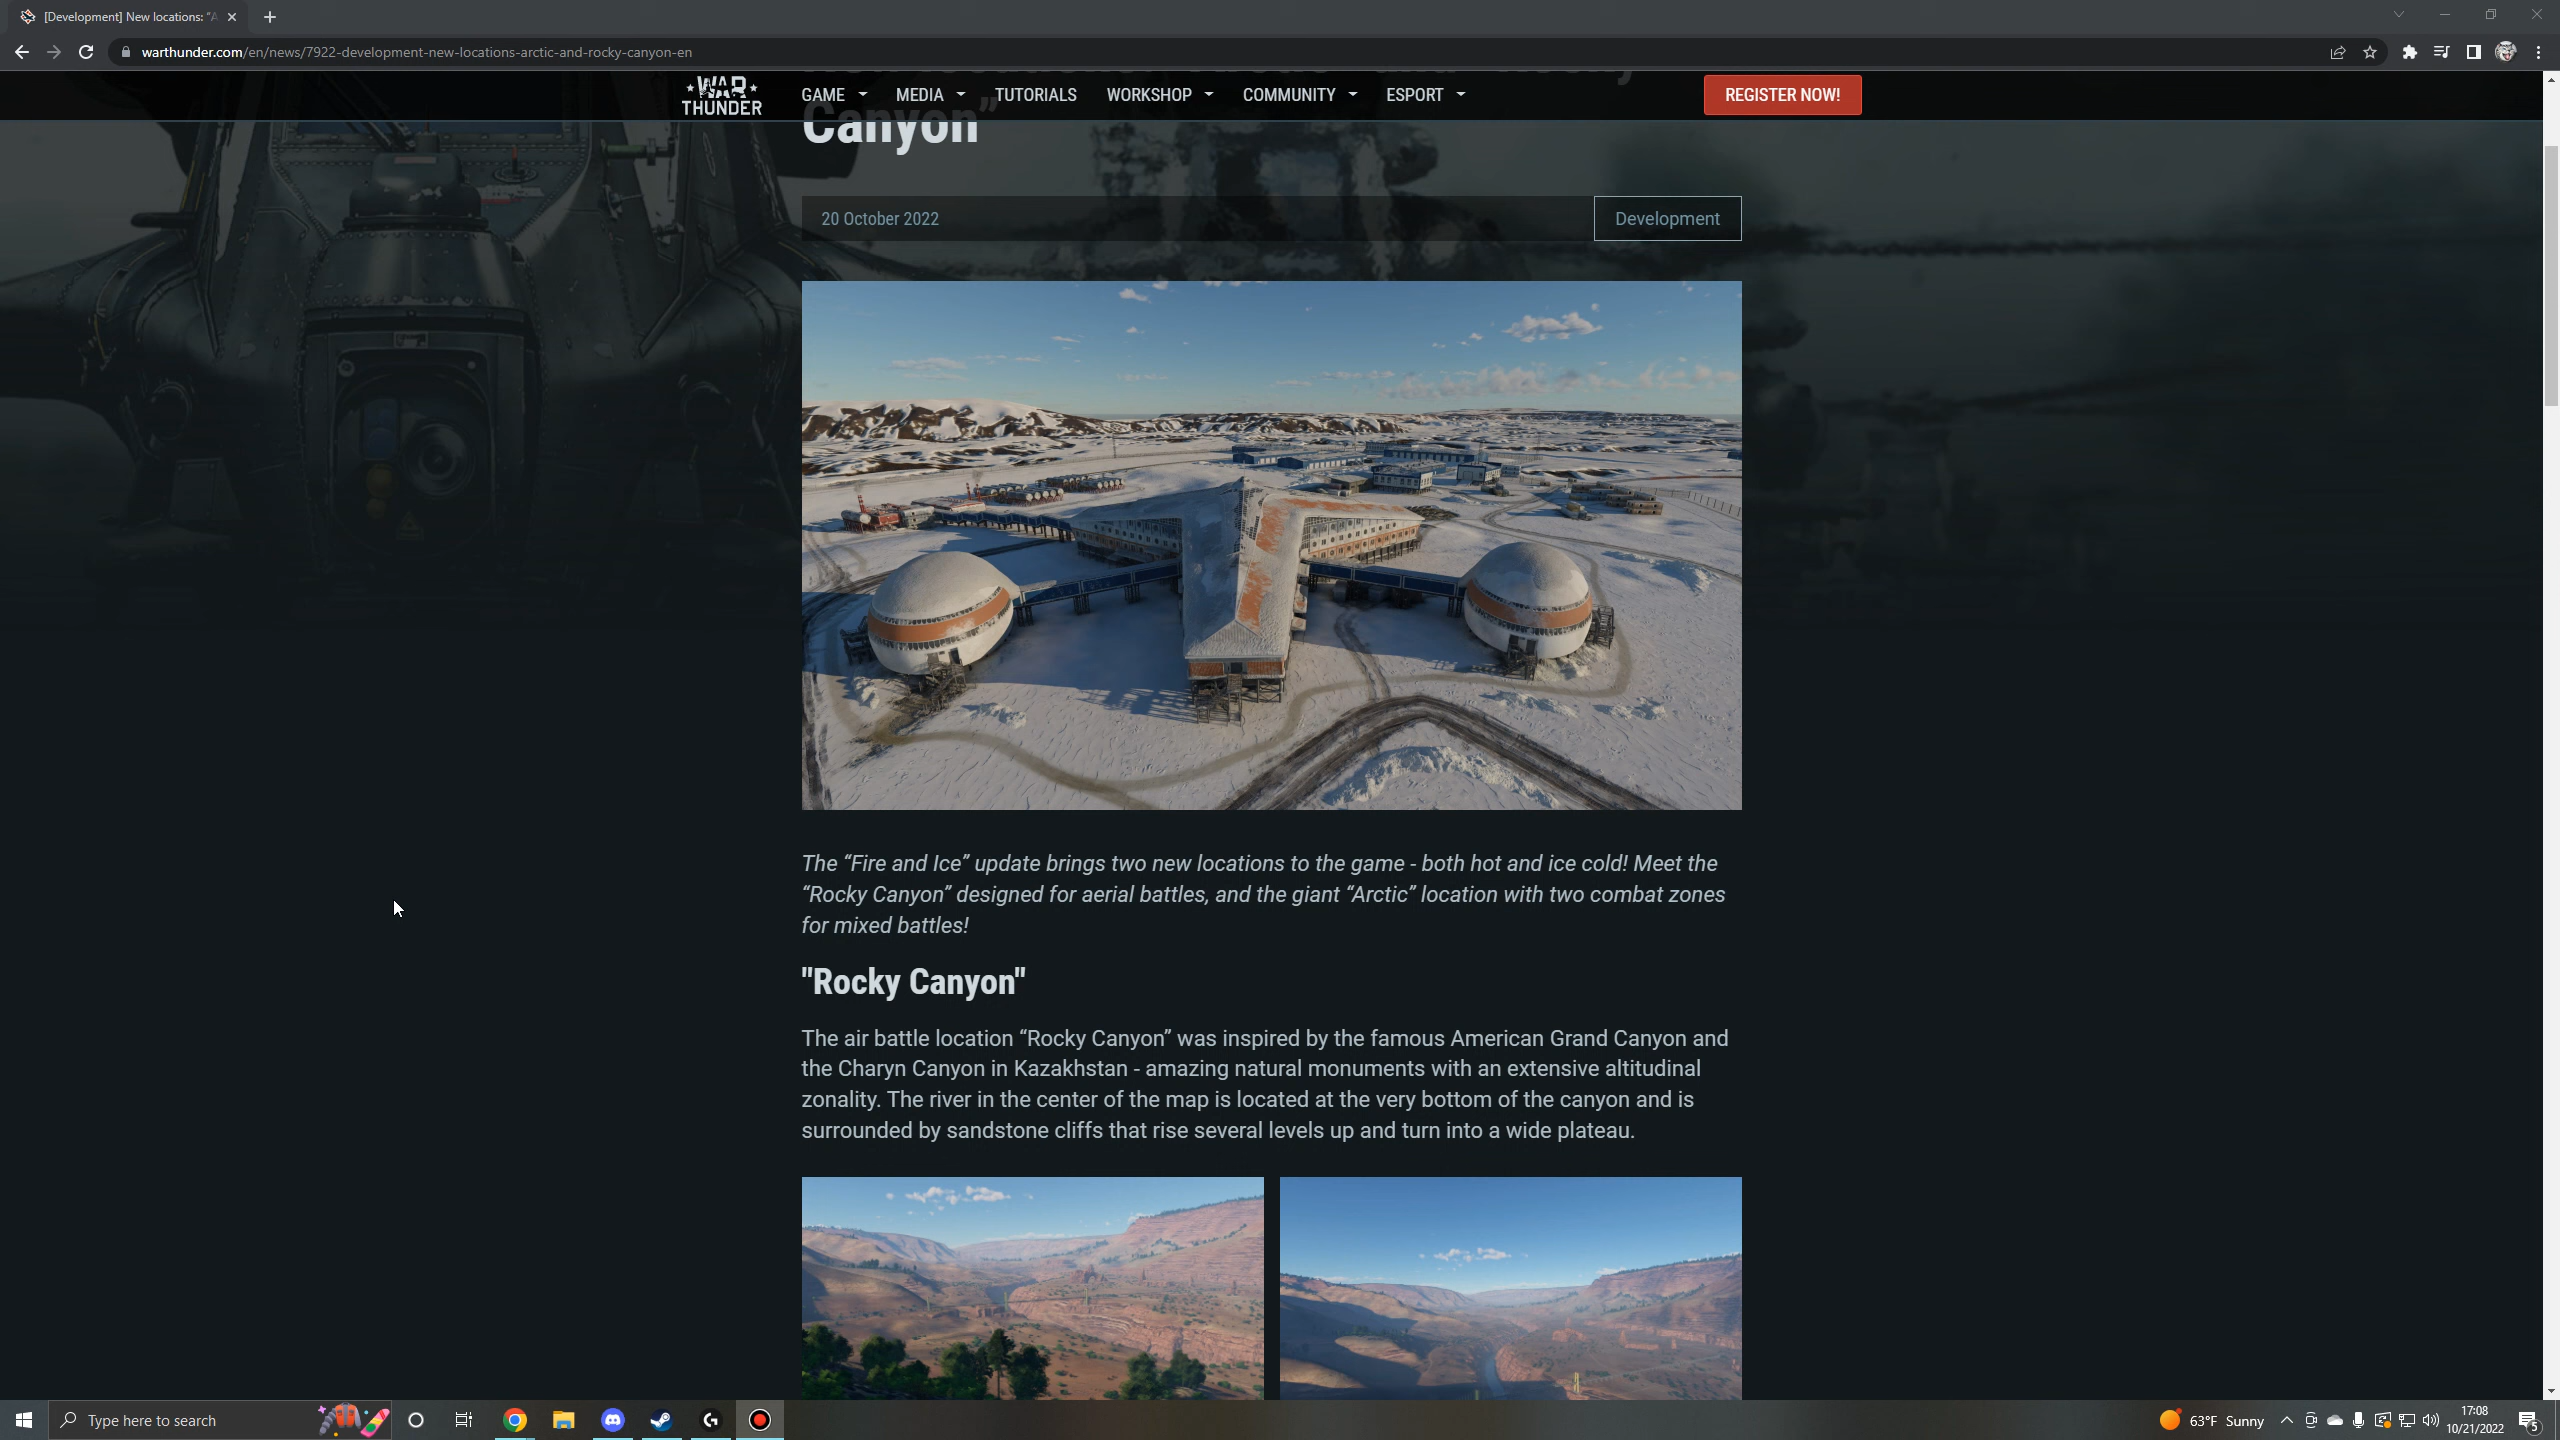 [Development] New locations: "A
warthunder.com/en/news/7922-development-new-locations-arctic-and-rocky-canyon-en
WAR THUNDER
GAME
MEDIA
TUTORIALS
WORKSHOP
COMMUNITY
ESPORT
REGISTER NOW!
Canyon”
20 October 2022
Development
The “Fire and Ice” update brings two new locations to the game - both hot and ice cold! Meet the
“Rocky Canyon” designed for aerial battles, and the giant “Arctic” location with two combat zones
for mixed battles!
"Rocky Canyon"
The air battle location “Rocky Canyon” was inspired by the famous American Grand Canyon and
the Charyn Canyon in Kazakhstan - amazing natural monuments with an extensive altitudinal
zonality. The river in the center of the map is located at the very bottom of the canyon and is
surrounded by sandstone cliffs that rise several levels up and turn into a wide plateau.
Type here to search
63°F Sunny
17:08
10/21/2022
5